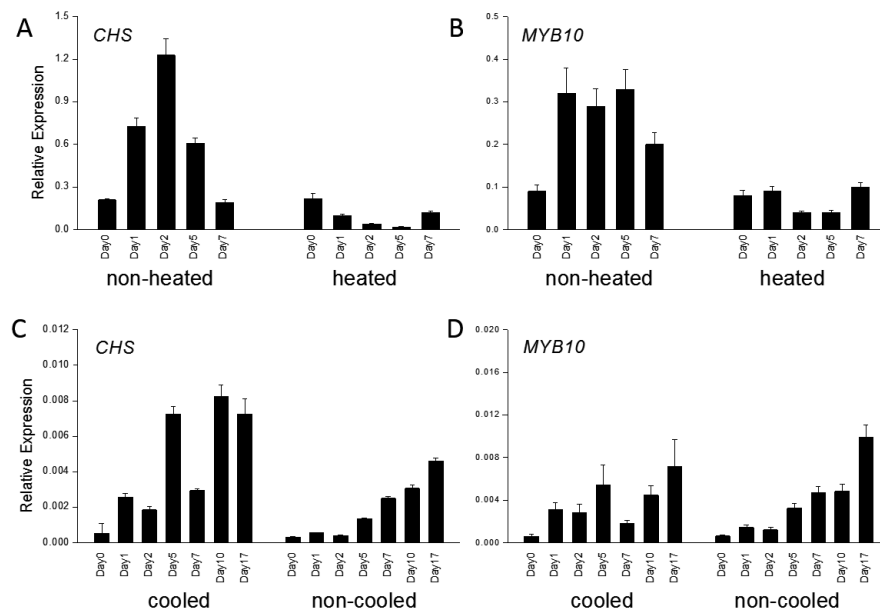 A
CHS
1.5
1.2
0.9
0.6
0.3
0.0
Relative Expression
Day0 Day1 Day2 Day5 Day7 Day0 Day1 Day2 Day5 Day7
non-heated heated
B
MYB10
0.5
0.4
0.3
0.2
0.1
0.0
Day0 Day1 Day2 Day5 Day7 Day0 Day1 Day2 Day5 Day7
non-heated heated
C
CHS
0.012
0.010
0.008
0.006
0.004
0.002
0.000
Relative Expression
Day0 Day1 Day2 Day5 Day7 Day10 Day17 Day0 Day1 Day2 Day5 Day7 Day10 Day17
cooled non-cooled
D
MYB10
0.020
0.016
0.012
0.008
0.004
0.000
Day0 Day1 Day2 Day5 Day7 Day10 Day17 Day0 Day1 Day2 Day5 Day7 Day10 Day17
cooled non-cooled